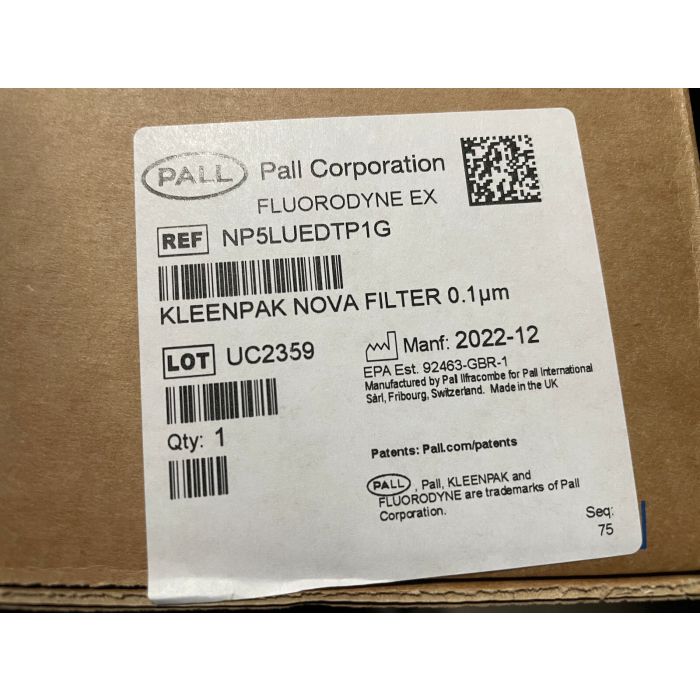 PALL Pall Corporation
FLUORODYNE EX
REF NP5LUEDTP1G
KLEENPAK NOVA FILTER 0.1µm
LOT UC2359
Manf: 2022-12
EPA Est. 92463-GBR-1
Manufactured by Pall Ilfracombe for Pall International
Sàrl, Fribourg, Switzerland. Made in the UK
Qty: 1
Patents: Pall.com/patents
PALL , Pall, KLEENPAK and
FLUORODYNE are trademarks of Pall
Corporation.
Seq:
75